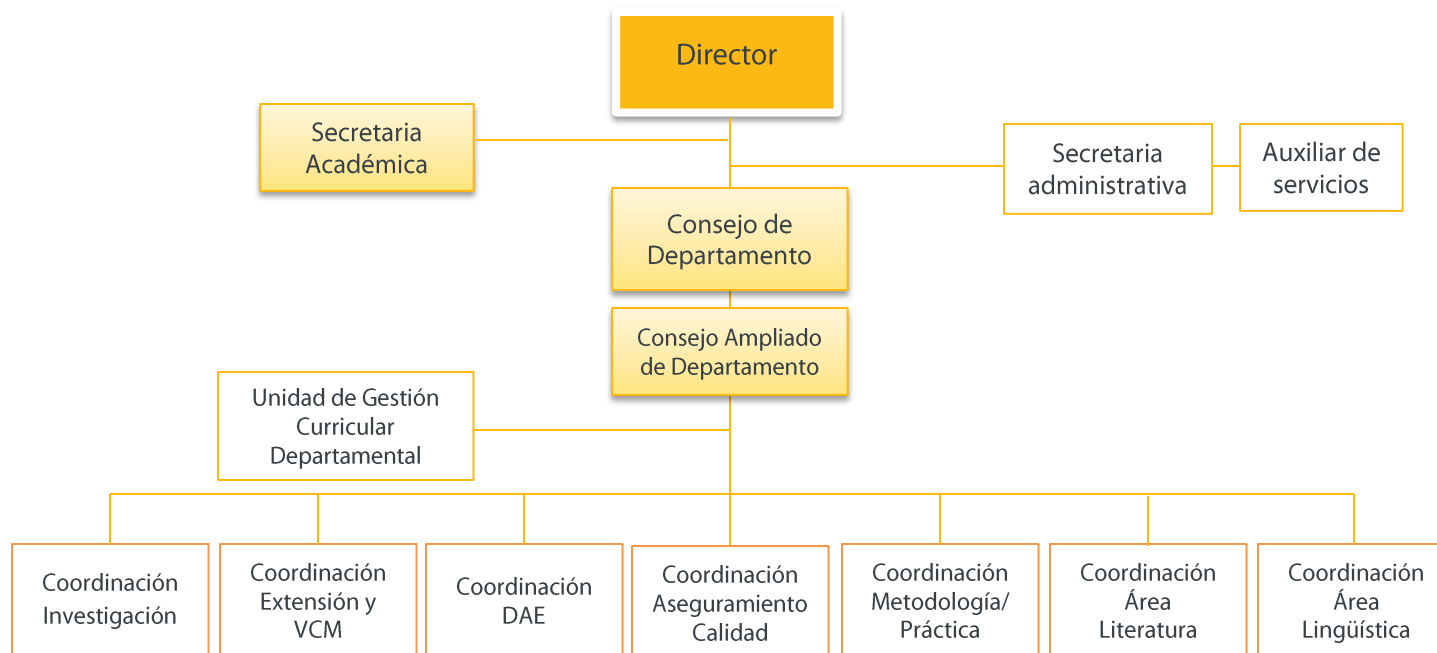 Director
Secretaria
Académica
Secretaria
administrativa
Auxiliar de
servicios
Consejo de
Departamento
Consejo Ampliado
de Departamento
Unidad de Gestión
Curricular
Departamental
Coordinación
Investigación
Coordinación
Extensión y
VCM
Coordinación
DAE
Coordinación
Aseguramiento
Calidad
Coordinación
Metodología/
Práctica
Coordinación
Área
Literatura
Coordinación
Área
Lingüística